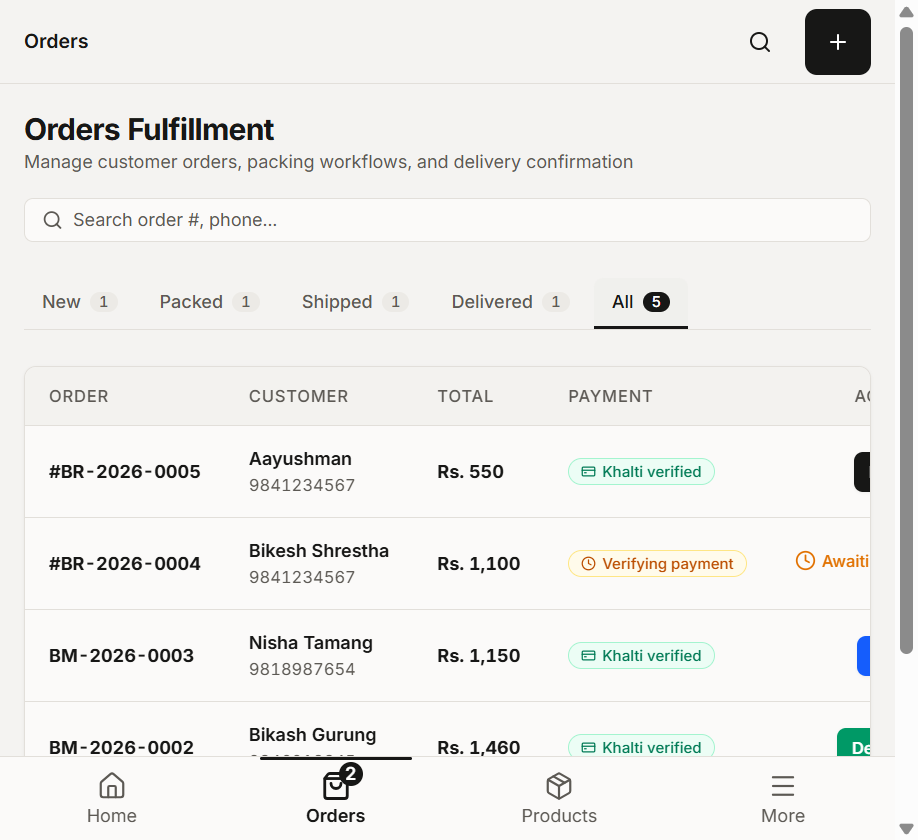 Orders
Orders Fulfillment
Manage customer orders, packing workflows, and delivery confirmation
Search order #, phone...
New 1 Packed 1 Shipped 1 Delivered 1 All 5
ORDER CUSTOMER TOTAL PAYMENT
#BR-2026-0005 Aayushman Rs. 550 Khalti verified
9841234567
#BR-2026-0004 Bikesh Shrestha Rs. 1,100 Verifying payment Awaiti
9841234567
BM-2026-0003 Nisha Tamang Rs. 1,150 Khalti verified
9818987654
BM-2026-0002 Bikash Gurung Rs. 1,460 Khalti verified De
2
Home Orders Products More